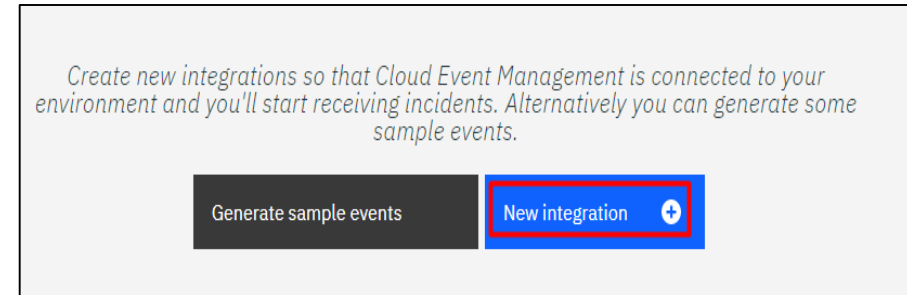 Create new integrations so that Cloud Event Management is connected to your
environment and you'll start receiving incidents. Alternatively you can generate some
sample events.
Generate sample events
New integration